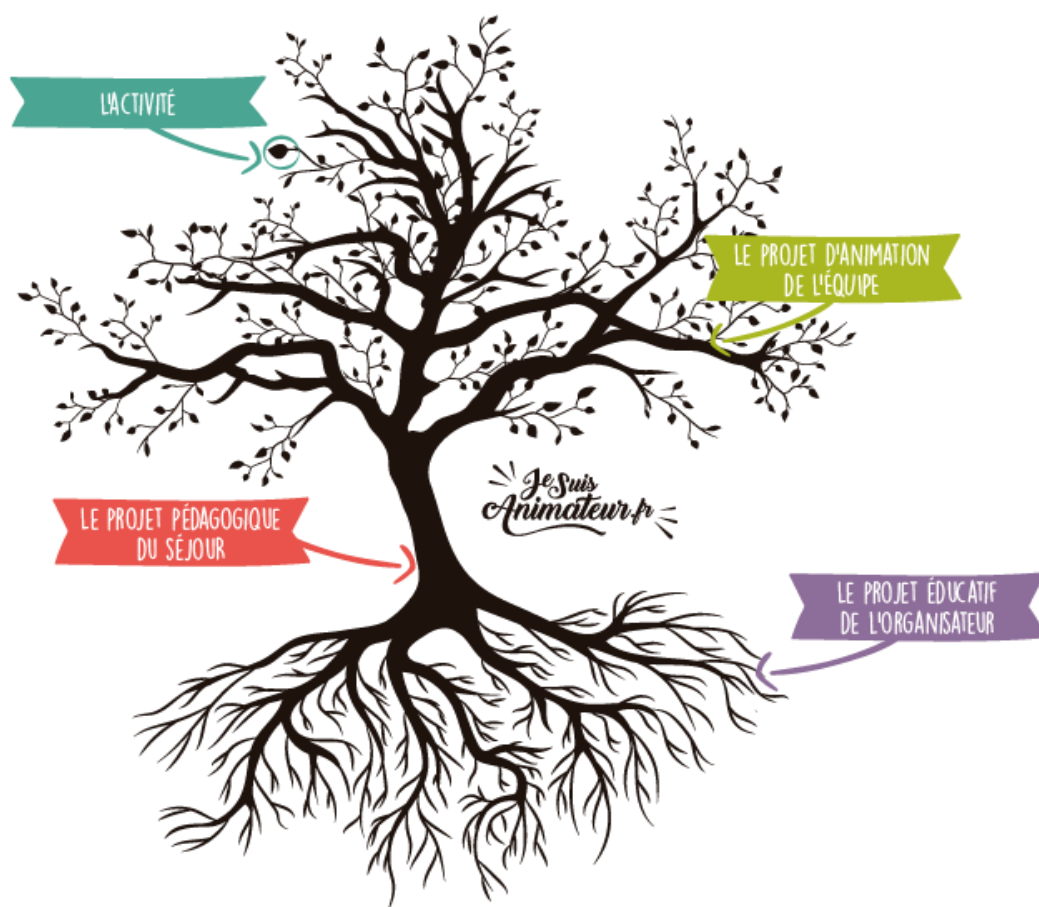 L'ACTIVITÉ
LE PROJET D'ANIMATION
DE L'ÉQUIPE
Je Suis
Animateur.fr
LE PROJET PÉDAGOGIQUE
DU SÉJOUR
LE PROJET ÉDUCATIF
DE L'ORGANISATEUR